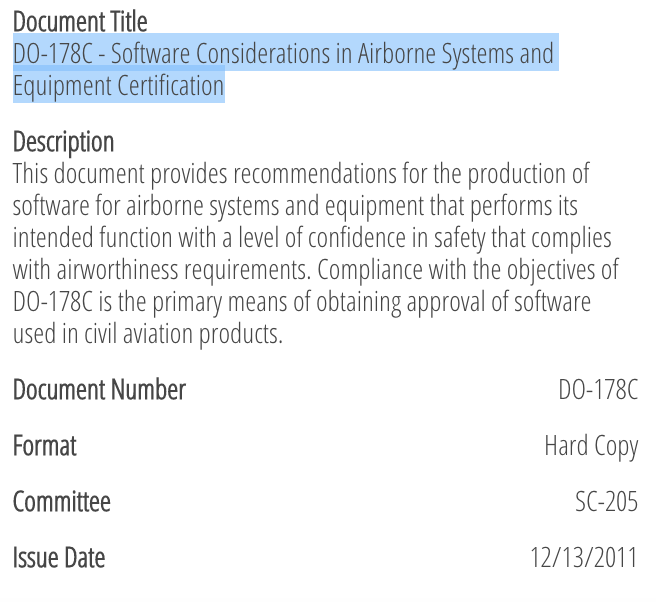 Document Title
DO-178C - Software Considerations in Airborne Systems and
Equipment Certification
Description
This document provides recommendations for the production of
software for airborne systems and equipment that performs its
intended function with a level of confidence in safety that complies
with airworthiness requirements. Compliance with the objectives of
DO-178C is the primary means of obtaining approval of software
used in civil aviation products.
Document Number DO-178C
Format Hard Copy
Committee SC-205
Issue Date 12/13/2011